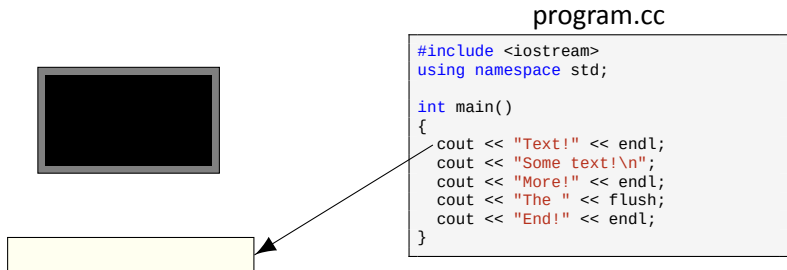 program.cc
#include <iostream>
using namespace std;
int main()
{
  cout << "Text!" << endl;
  cout << "Some text!\n";
  cout << "More!" << endl;
  cout << "The " << flush;
  cout << "End!" << endl;
}